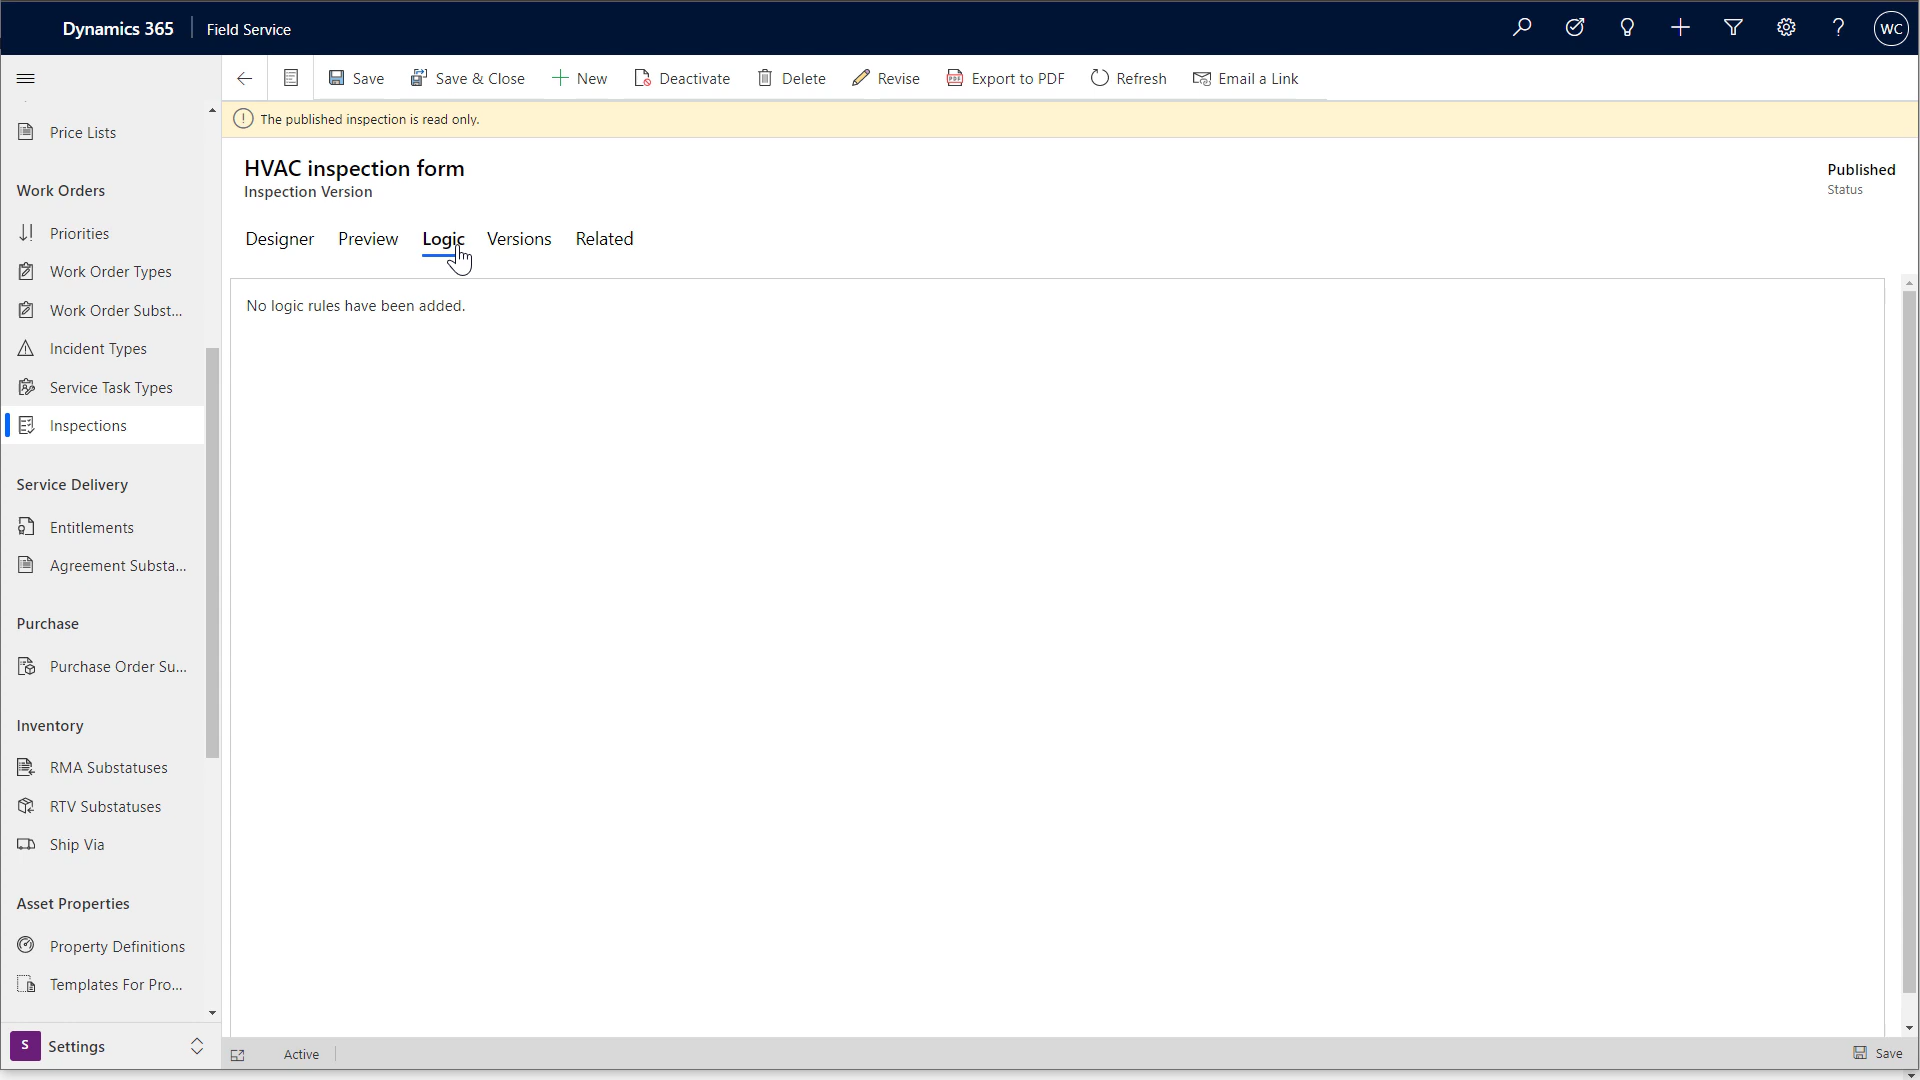 Dynamics 365 Field Service
WC
Save Save & Close New Deactivate Delete Revise Export to PDF Refresh Email a Link
The published inspection is read only.
Price Lists
Work Orders
Priorities
Work Order Types
Work Order Subst...
Incident Types
Service Task Types
Inspections
Service Delivery
Entitlements
Agreement Substa...
Purchase
Purchase Order Su...
Inventory
RMA Substatuses
RTV Substatuses
Ship Via
Asset Properties
Property Definitions
Templates For Pro...
S Settings
HVAC inspection form
Inspection Version
Published
Status
Designer Preview Logic Versions Related
No logic rules have been added.
Active
Save